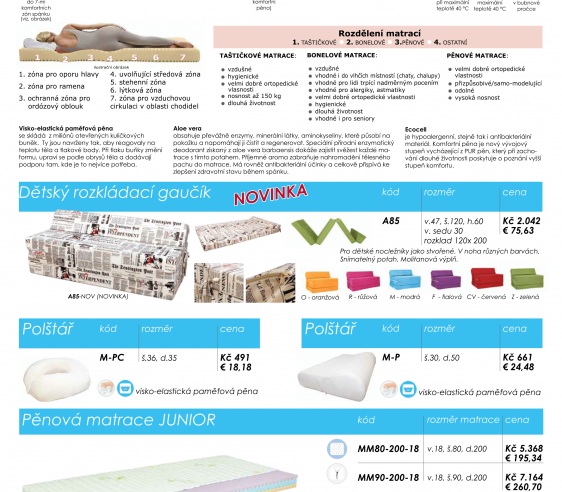 do 7-mi
komfortních
zón spánku
(viz. obrázek)
komfortní
pěno)
při maximální
teplotě 40 °C
maximální
teplotě 40 °C
v bubnové
pračce
1 2 3 4 5 6 7
ilustrační obrázek
1. zóna pro oporu hlavy
2. zóna pro ramena
3. ochranná zóna pro
ordózový oblouk
4. uvolňující středová zóna
5. stehenní zóna
6. lýtková zóna
7. zóna pro vzduchovou
cirkulaci v oblasti chodidel
Rozdělení matrací
1. TAŠTIČKOVÉ 2. BONELOVÉ 3.PĚNOVÉ 4. OSTATNÍ
TAŠTIČKOVÉ MATRACE:
• vzdušné
• hygienické
• velmi dobré ortopedické
vlastnosti
• nosnost až 150 kg
• dlouhá životnost
BONELOVÉ MATRACE:
• vzdušné
• vhodné i do vlhčích místností (chaty, chalupy)
• vhodné pro lidi trpící nadměrným pocením
• vhodné pro alergiky, astmatiky
• velmi dobré ortopedické vlastnosti
• hygienické
• dlouhá životnost
• vhodné i pro seniory
PĚNOVÉ MATRACE:
• velmi dobré ortopedické
vlastnosti
• přizpůsobivé/samo-modelující
• odolné
• vysoká nosnost
Visko-elastická paměťová pěna
se skládá z miliónů otevřených kuličkových
buněk. Ty jsou navrženy tak, aby reagovaly na
teplotu těla a tlakové body. Při tlaku buňky změní
formu, upraví se podle obrysů těla a dodávají
podporu tam, kde je to nejvíce potřeba.
Aloe vera
obsahuje převážně enzymy, minerální látky, aminokyseliny, které působí na
pokožku a napomáhají ji čistit a regenerovat. Speciální přírodní enzymatický
deodorant získaný z aloe vera barbadensis dokáže zajistit svěžest každé ma-
trace s tímto potahem. Příjemné aroma zabraňuje nahromadění tělesného
pachu do matrace. Má rovněž antibakteriální účinky a celkově přispívá ke
zlepšení zdravotní stavu během spánku.
Ecocell
je hypoalergenní, stejně tak i antibakteriální
materiál. Komfortní pěna je nový vývojový
stupeň vycházející z PUR pěn, který při zacho-
vání dlouhé životnosti poskytuje o poznání vyšší
stupeň komfortu.
Dětský rozkládací gaučík NOVINKA kód rozměr cena
A85 v.47, š.120, h.60 Kč 2.042
v. sedu 30 € 75,63
rozklad 120x 200
Pro dětské nocležníky jako stvořené. V noha různých barvách,
Snímatelný potah, Molitanová výplň.
A85-NOV (NOVINKA)
O - oranžová R - růžová M - modrá F - fialová CV - červená Z - zelená
Polštář kód rozměr cena
M-PC š.36, d.35 Kč 491
€ 18,18
visko-elastická paměťová pěna
Polštář kód rozměr cena
M-P š.30, d.50 Kč 661
€ 24,48
visko-elastická paměťová pěna
Pěnová matrace JUNIOR kód rozměr matrace cena
MM80-200-18 v.18, š.80, d.200 Kč 5.368
€ 195,34
MM90-200-18 v.18, š.90, d.200 Kč 7.164
€ 260,70